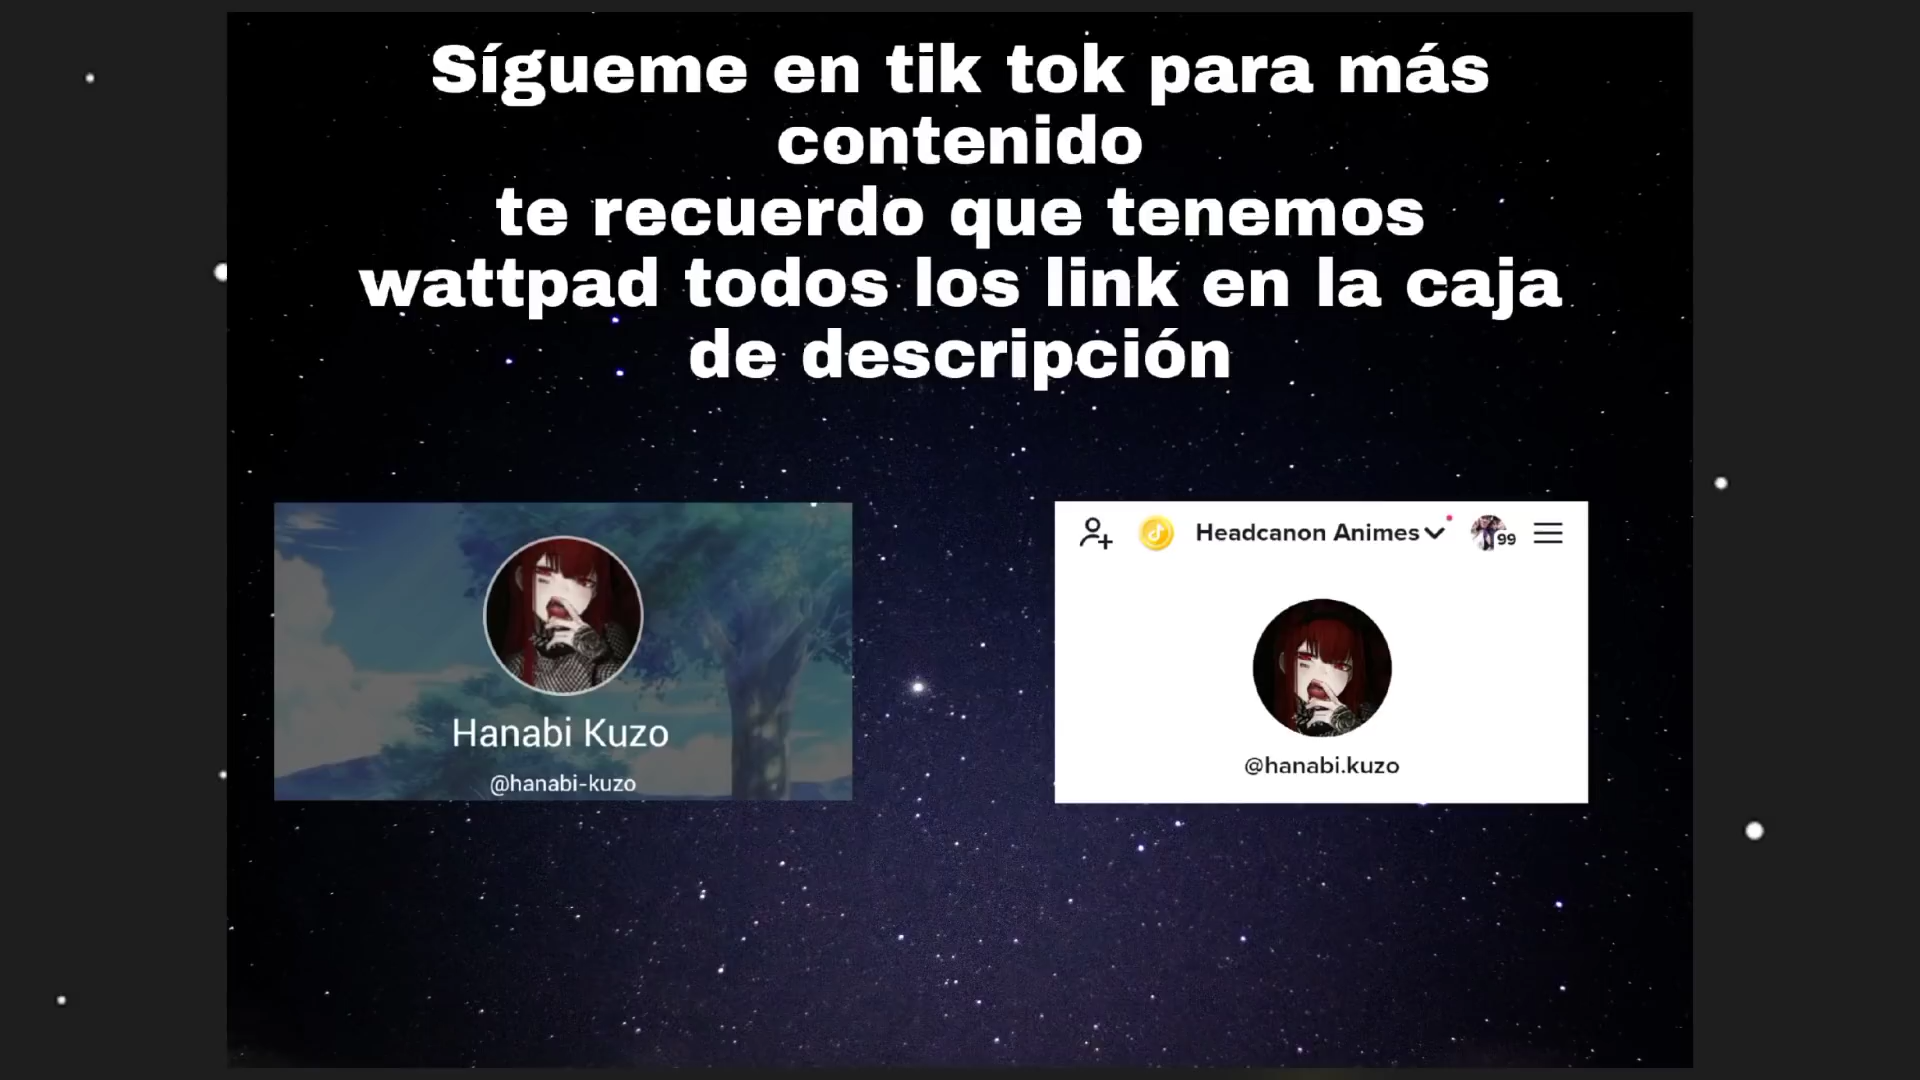 Sígueme en tik tok para más
contenido
te recuerdo que tenemos
wattpad todos los link en la caja
de descripción
Hanabi Kuzo
@hanabi-kuzo
Headcanon Animes
99
@hanabi.kuzo